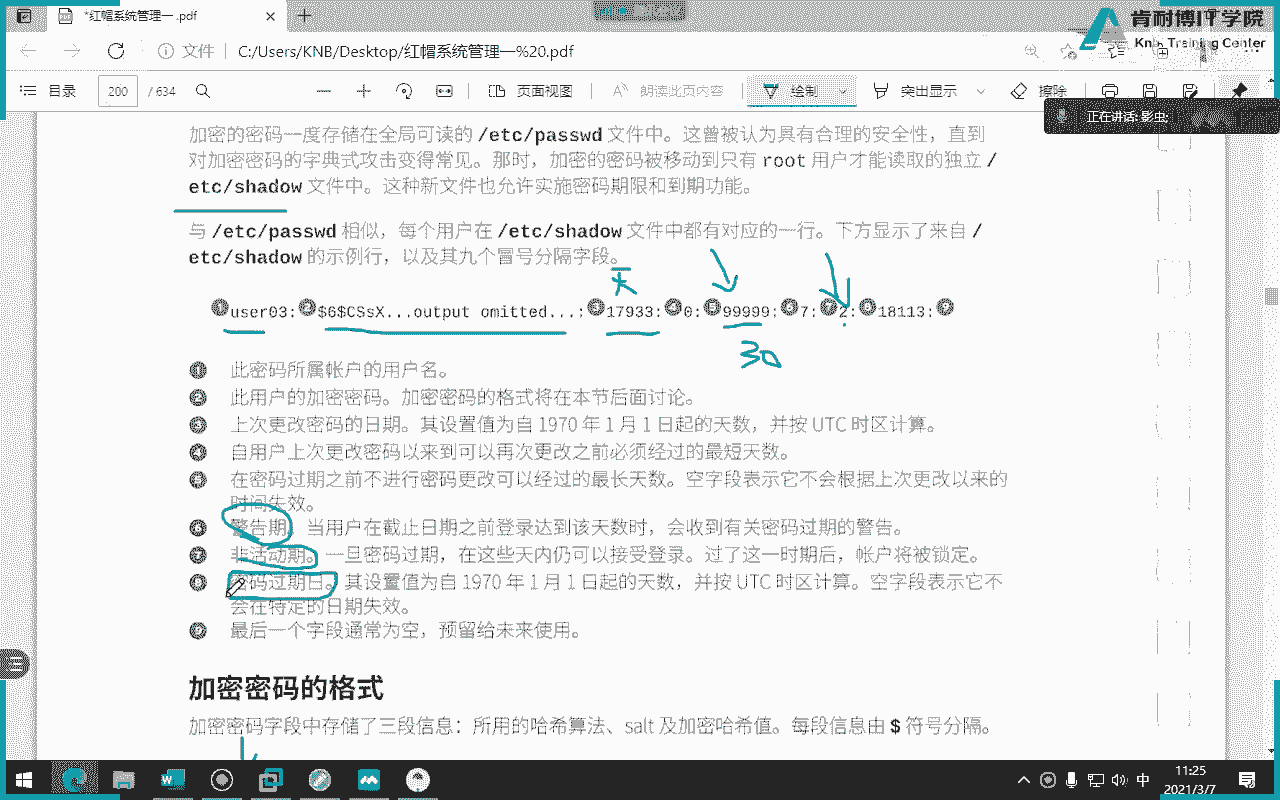 *红帽系统管理一 .pdf
肯耐博IT学院
Knb Training Center
文件
C:/Users/KNB/Desktop/红帽系统管理一%20.pdf
目录 200 / 634 页面视图 朗读此页内容 绘制 突出显示 擦除
正在讲话: 影虫;
加密的密码一度存储在全局可读的 /etc/passwd 文件中。这曾被认为具有合理的安全性，直到
对加密密码的字典式攻击变得常见。那时，加密的密码被移动到只有 root 用户才能读取的独立 /
etc/shadow 文件中。这种新文件也允许实施密码期限和到期功能。
与 /etc/passwd 相似，每个用户在 /etc/shadow 文件中都有对应的一行。下方显示了来自 /
etc/shadow 的示例行，以及其九个冒号分隔字段。
天
①user03:②$6$CSsX...output omitted...:③17933:④0:⑤99999:⑥7:⑦2:⑧18113:⑨
30
① 此密码所属帐户的用户名。
② 此用户的加密密码。加密密码的格式将在本节后面讨论。
③ 上次更改密码的日期。其设置值为自 1970 年 1 月 1 日起的天数，并按 UTC 时区计算。
④ 自用户上次更改密码以来到可以再次更改之前必须经过的最短天数。
⑤ 在密码过期之前不进行密码更改可以经过的最长天数。空字段表示它不会根据上次更改以来的
时间失效。
⑥ 警告期。当用户在截止日期之前登录达到该天数时，会收到有关密码过期的警告。
⑦ 非活动期。一旦密码过期，在这些天内仍可以接受登录。过了这一时期后，帐户将被锁定。
⑧ 密码过期日。其设置值为自 1970 年 1 月 1 日起的天数，并按 UTC 时区计算。空字段表示它不
会在特定的日期失效。
⑨ 最后一个字段通常为空，预留给未来使用。
加密密码的格式
加密密码字段中存储了三段信息：所用的哈希算法、salt 及加密哈希值。每段信息由 $ 符号分隔。
中
11:25
2021/3/7